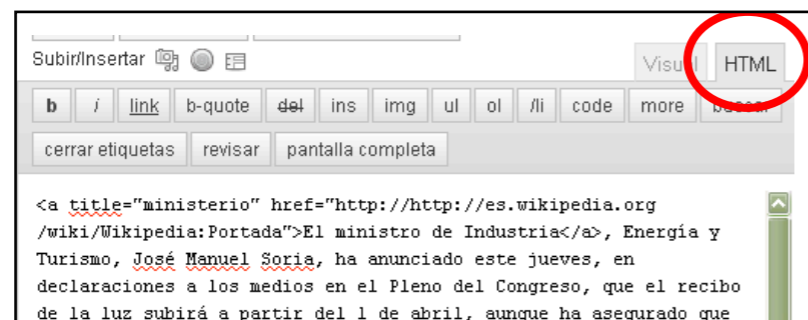 Subir/Insertar
Visual HTML
b i link b-quote del ins img ul ol /li code more buscar
cerrar etiquetas revisar pantalla completa
<a title="ministerio" href="http://http://es.wikipedia.org
/wiki/Wikipedia:Portada">El ministro de Industria</a>, Energía y
Turismo, José Manuel Soria, ha anunciado este jueves, en
declaraciones a los medios en el Pleno del Congreso, que el recibo
de la luz subirá a partir del 1 de abril, aunque ha asegurado que